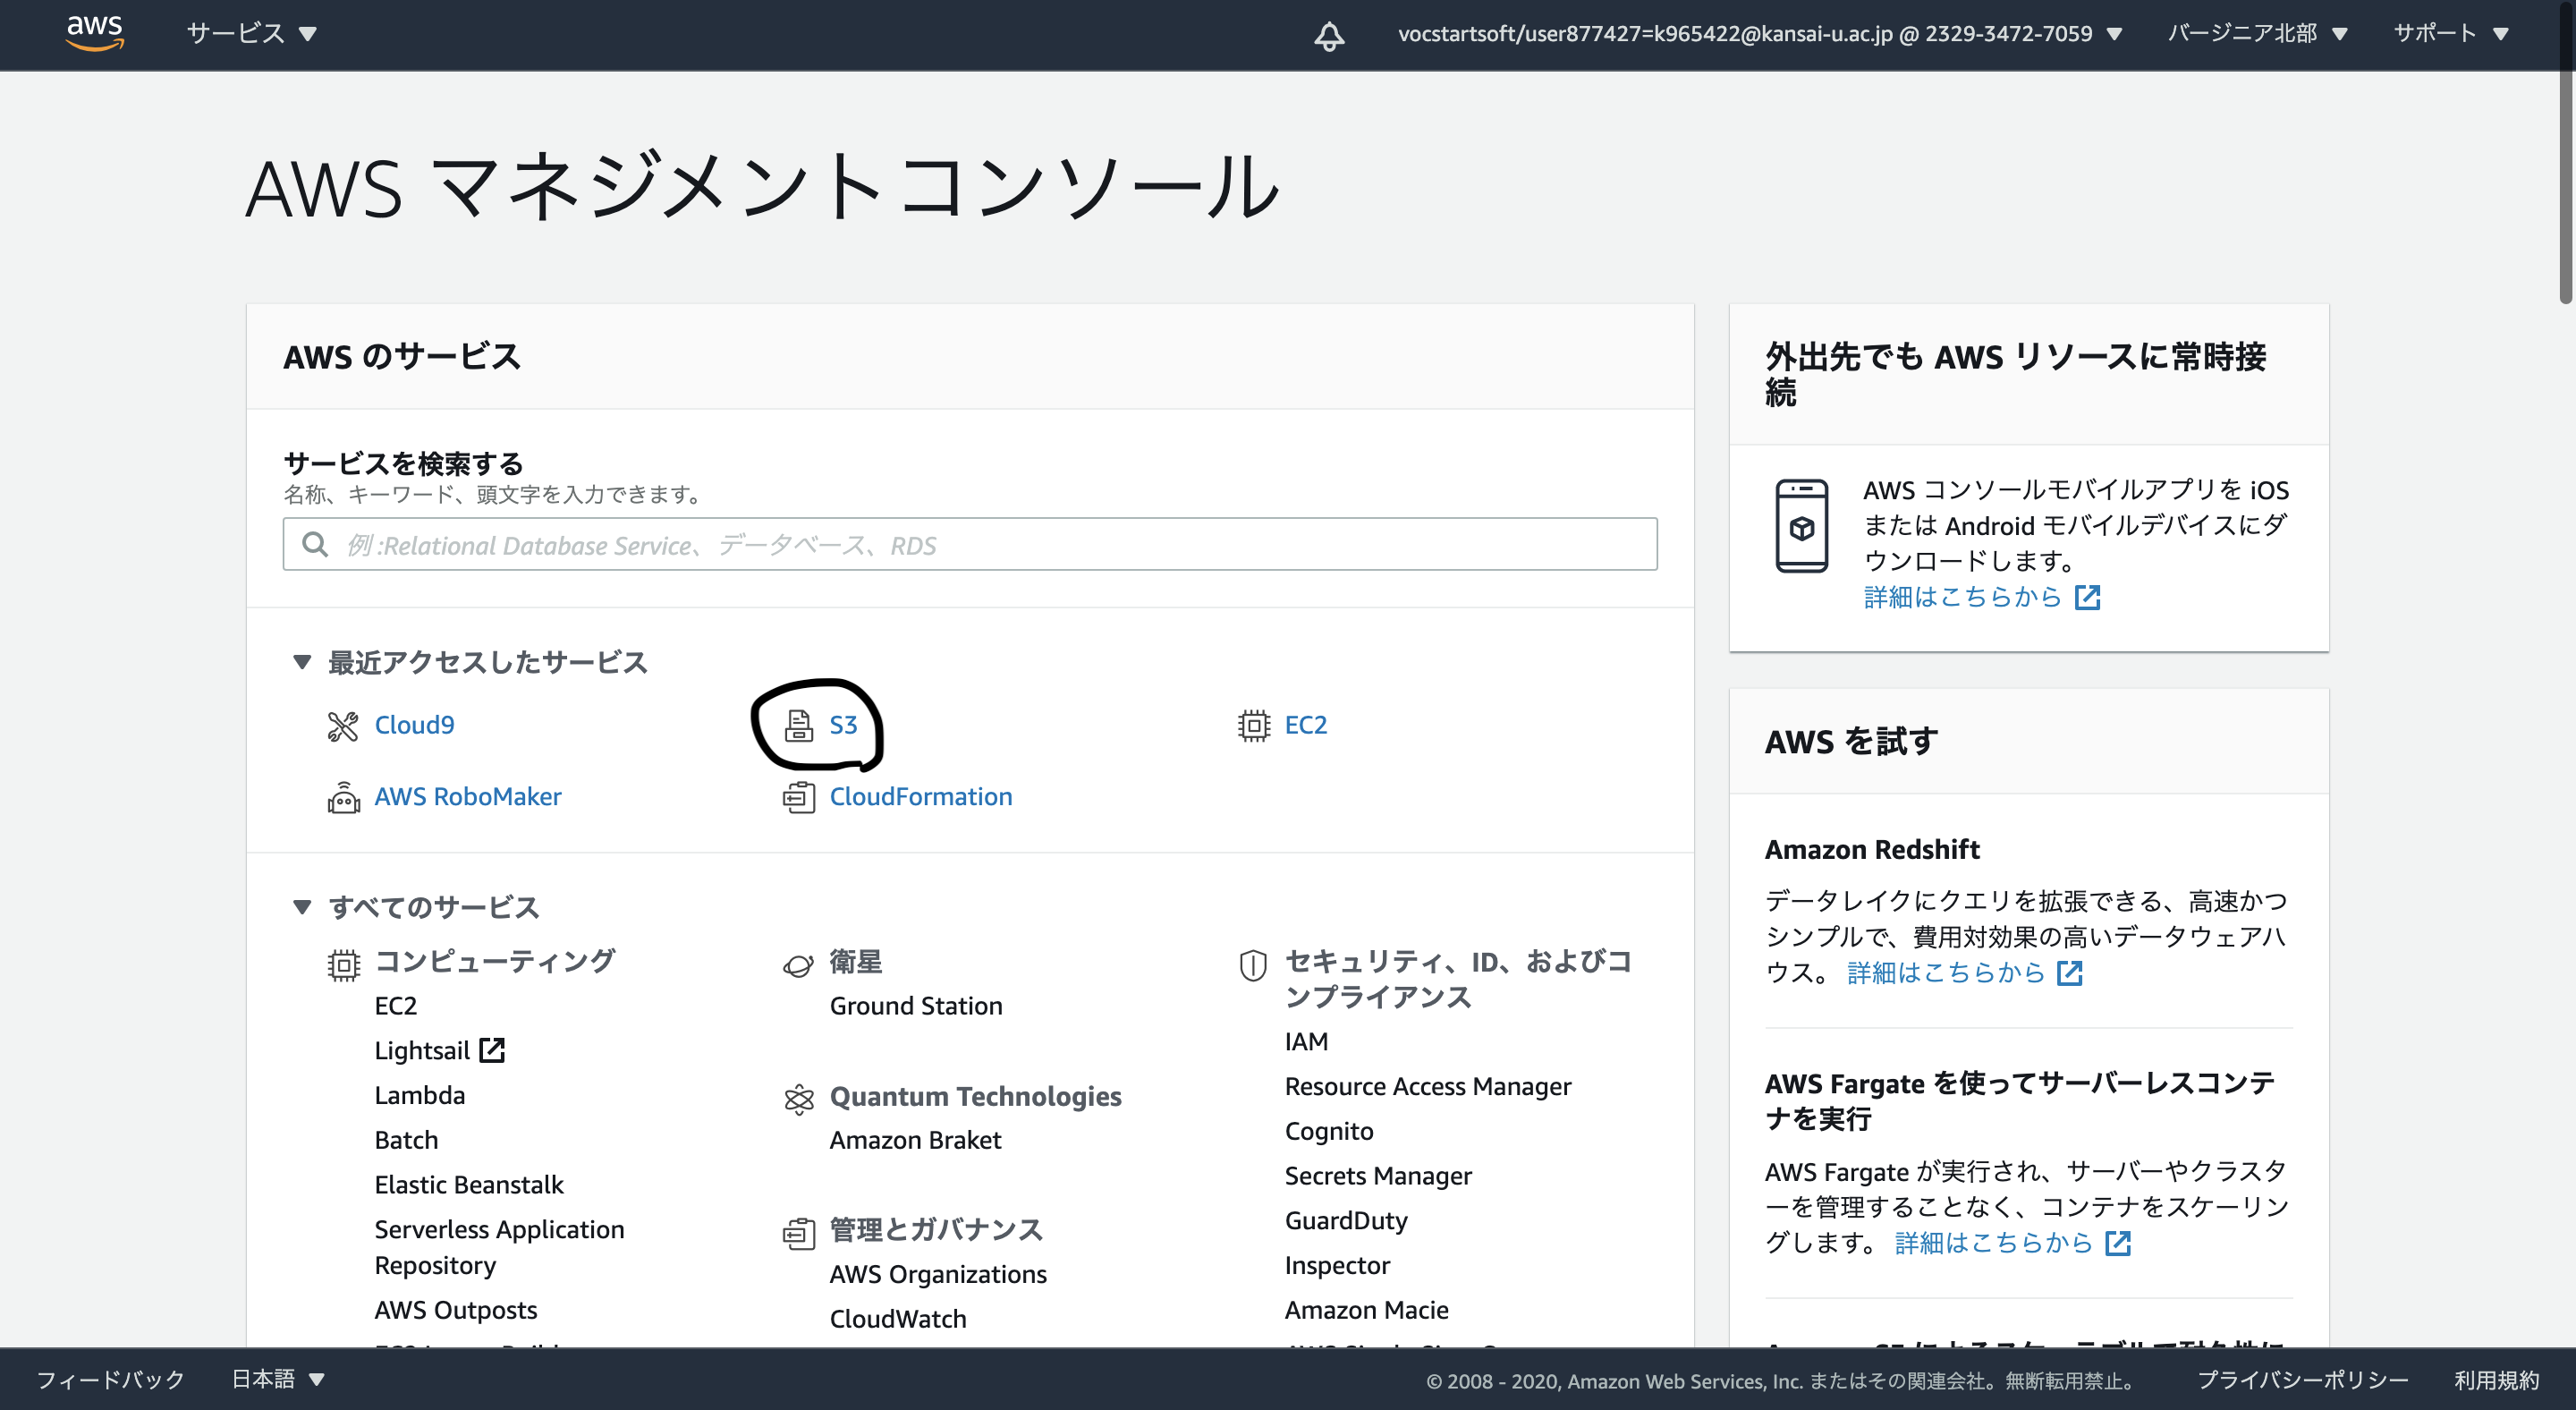 aws
サービス
vocstartsoft/user877427=k965422@kansai-u.ac.jp @ 2329-3472-7059
バージニア北部
サポート
AWS マネジメントコンソール
AWS のサービス
サービスを検索する
名称、キーワード、頭文字を入力できます。
例 :Relational Database Service、データベース、RDS
最近アクセスしたサービス
Cloud9
S3
EC2
AWS RoboMaker
CloudFormation
すべてのサービス
コンピューティング
EC2
Lightsail
Lambda
Batch
Elastic Beanstalk
Serverless Application
Repository
AWS Outposts
衛星
Ground Station
Quantum Technologies
Amazon Braket
管理とガバナンス
AWS Organizations
CloudWatch
セキュリティ、ID、およびコ
ンプライアンス
IAM
Resource Access Manager
Cognito
Secrets Manager
GuardDuty
Inspector
Amazon Macie
外出先でも AWS リソースに常時接
続
AWS コンソールモバイルアプリを iOS
または Android モバイルデバイスにダ
ウンロードします。
詳細はこちらから
AWS を試す
Amazon Redshift
データレイクにクエリを拡張できる、高速かつ
シンプルで、費用対効果の高いデータウェアハ
ウス。 詳細はこちらから
AWS Fargate を使ってサーバーレスコンテ
ナを実行
AWS Fargate が実行され、サーバーやクラスタ
ーを管理することなく、コンテナをスケーリン
グします。 詳細はこちらから
フィードバック
日本語
© 2008 - 2020, Amazon Web Services, Inc. またはその関連会社。無断転用禁止。
プライバシーポリシー
利用規約